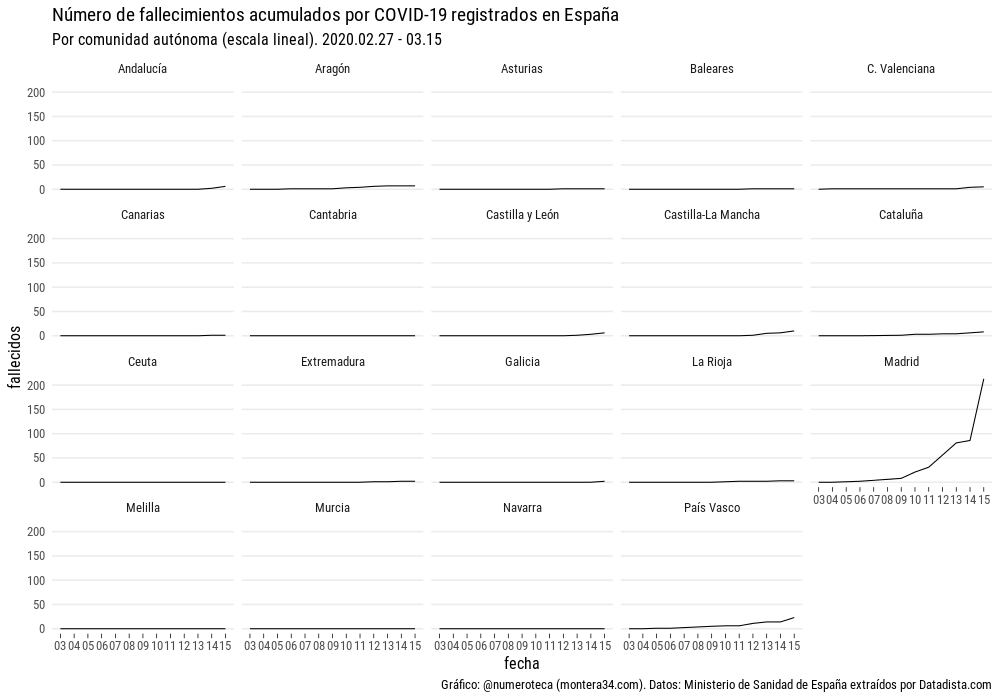 Número de fallecimientos acumulados por COVID-19 registrados en España
Por comunidad autónoma (escala lineal). 2020.02.27 - 03.15
Andalucía Aragón Asturias Baleares C. Valenciana
200
150
100
50
0
Canarias Cantabria Castilla y León Castilla-La Mancha Cataluña
200
150
100
50
0
fallecidos
Ceuta Extremadura Galicia La Rioja Madrid
200
150
100
50
0
03 04 05 06 07 08 09 10 11 12 13 14 15
Melilla Murcia Navarra País Vasco
200
150
100
50
0
03 04 05 06 07 08 09 10 11 12 13 14 15 03 04 05 06 07 08 09 10 11 12 13 14 15 03 04 05 06 07 08 09 10 11 12 13 14 15 03 04 05 06 07 08 09 10 11 12 13 14 15
fecha
Gráfico: @numeroteca (montera34.com). Datos: Ministerio de Sanidad de España extraídos por Datadista.com